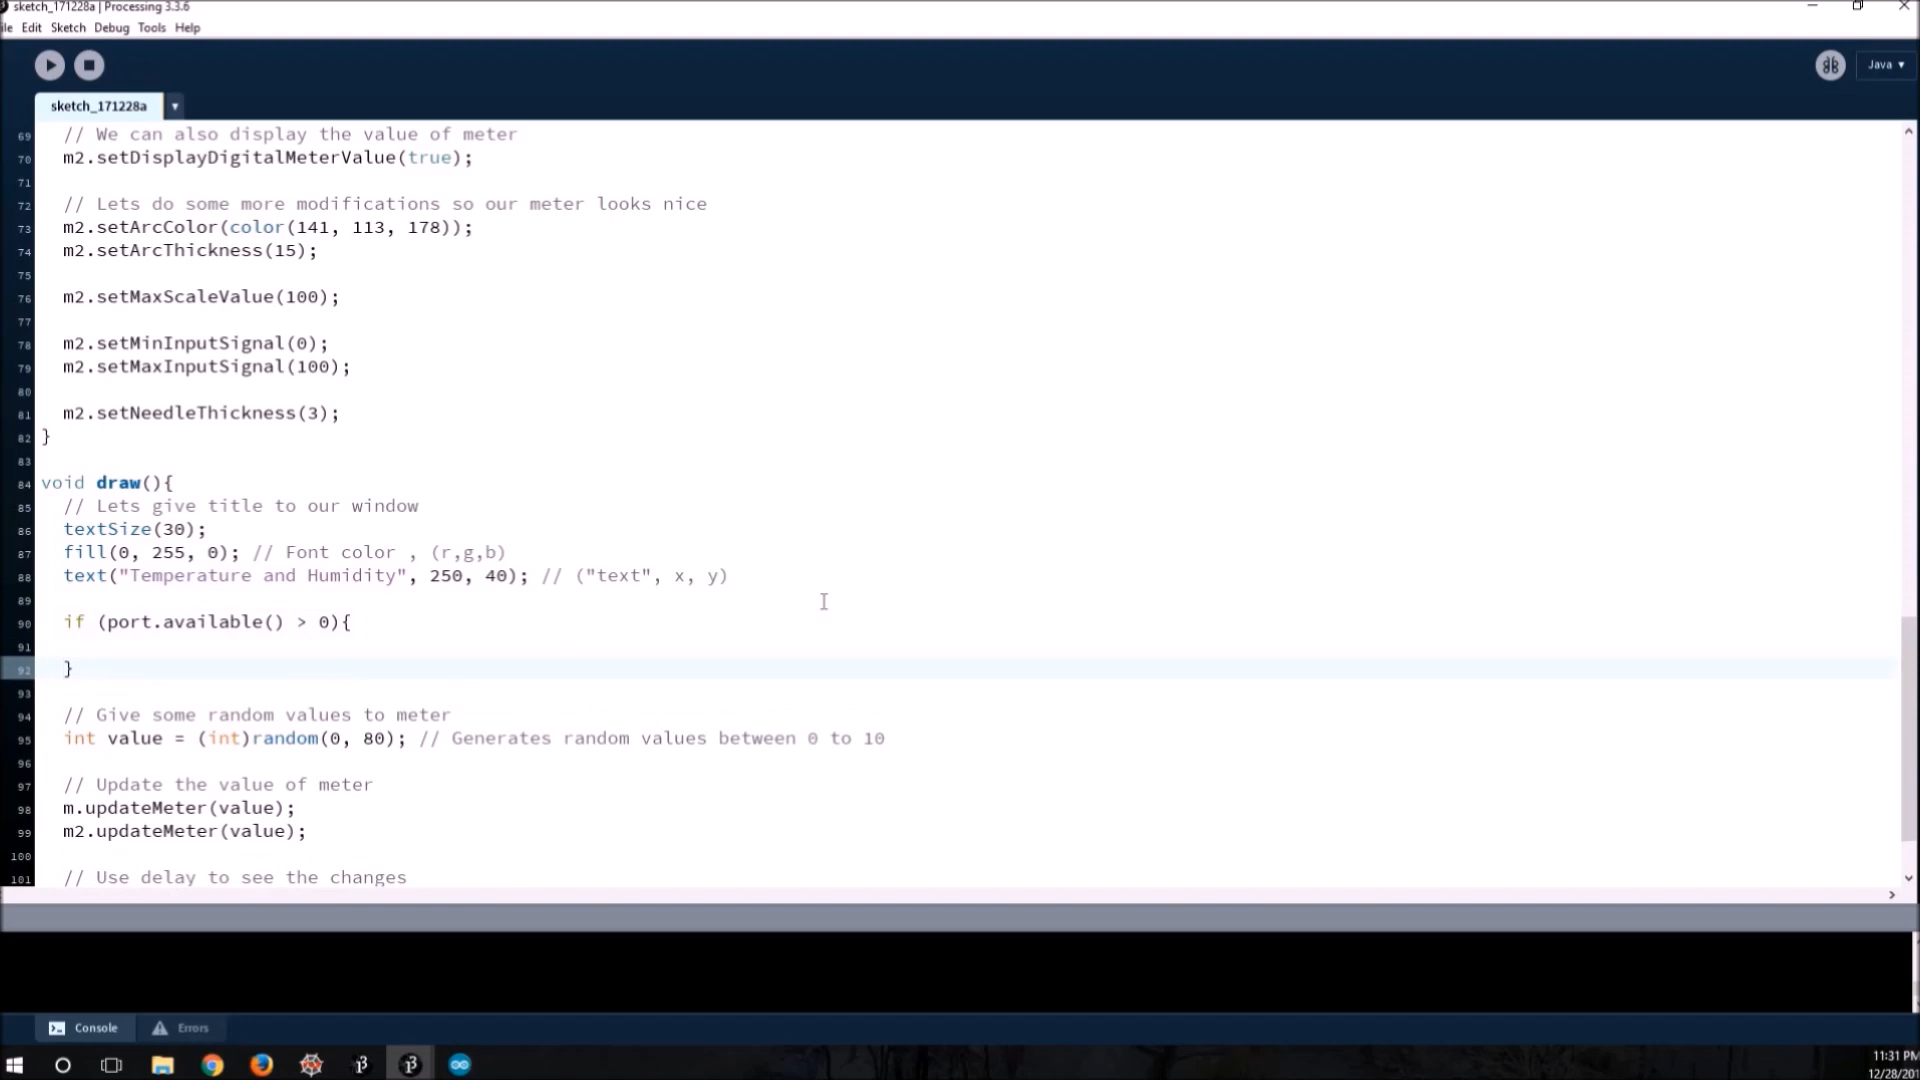 sketch_171228a | Processing 3.3.6
ile Edit Sketch Debug Tools Help
Java ▾
sketch_171228a ▾
69 // We can also display the value of meter
70 m2.setDisplayDigitalMeterValue(true);
71
72 // Lets do some more modifications so our meter looks nice
73 m2.setArcColor(color(141, 113, 178));
74 m2.setArcThickness(15);
75
76 m2.setMaxScaleValue(100);
77
78 m2.setMinInputSignal(0);
79 m2.setMaxInputSignal(100);
80
81 m2.setNeedleThickness(3);
82 }
83
84 void draw(){
85 // Lets give title to our window
86 textSize(30);
87 fill(0, 255, 0); // Font color , (r,g,b)
88 text("Temperature and Humidity", 250, 40); // ("text", x, y)
89
90 if (port.available() > 0){
91
92 }
93
94 // Give some random values to meter
95 int value = (int)random(0, 80); // Generates random values between 0 to 10
96
97 // Update the value of meter
98 m.updateMeter(value);
99 m2.updateMeter(value);
100
101 // Use delay to see the changes
Console Errors
11:31 PM
12/28/201